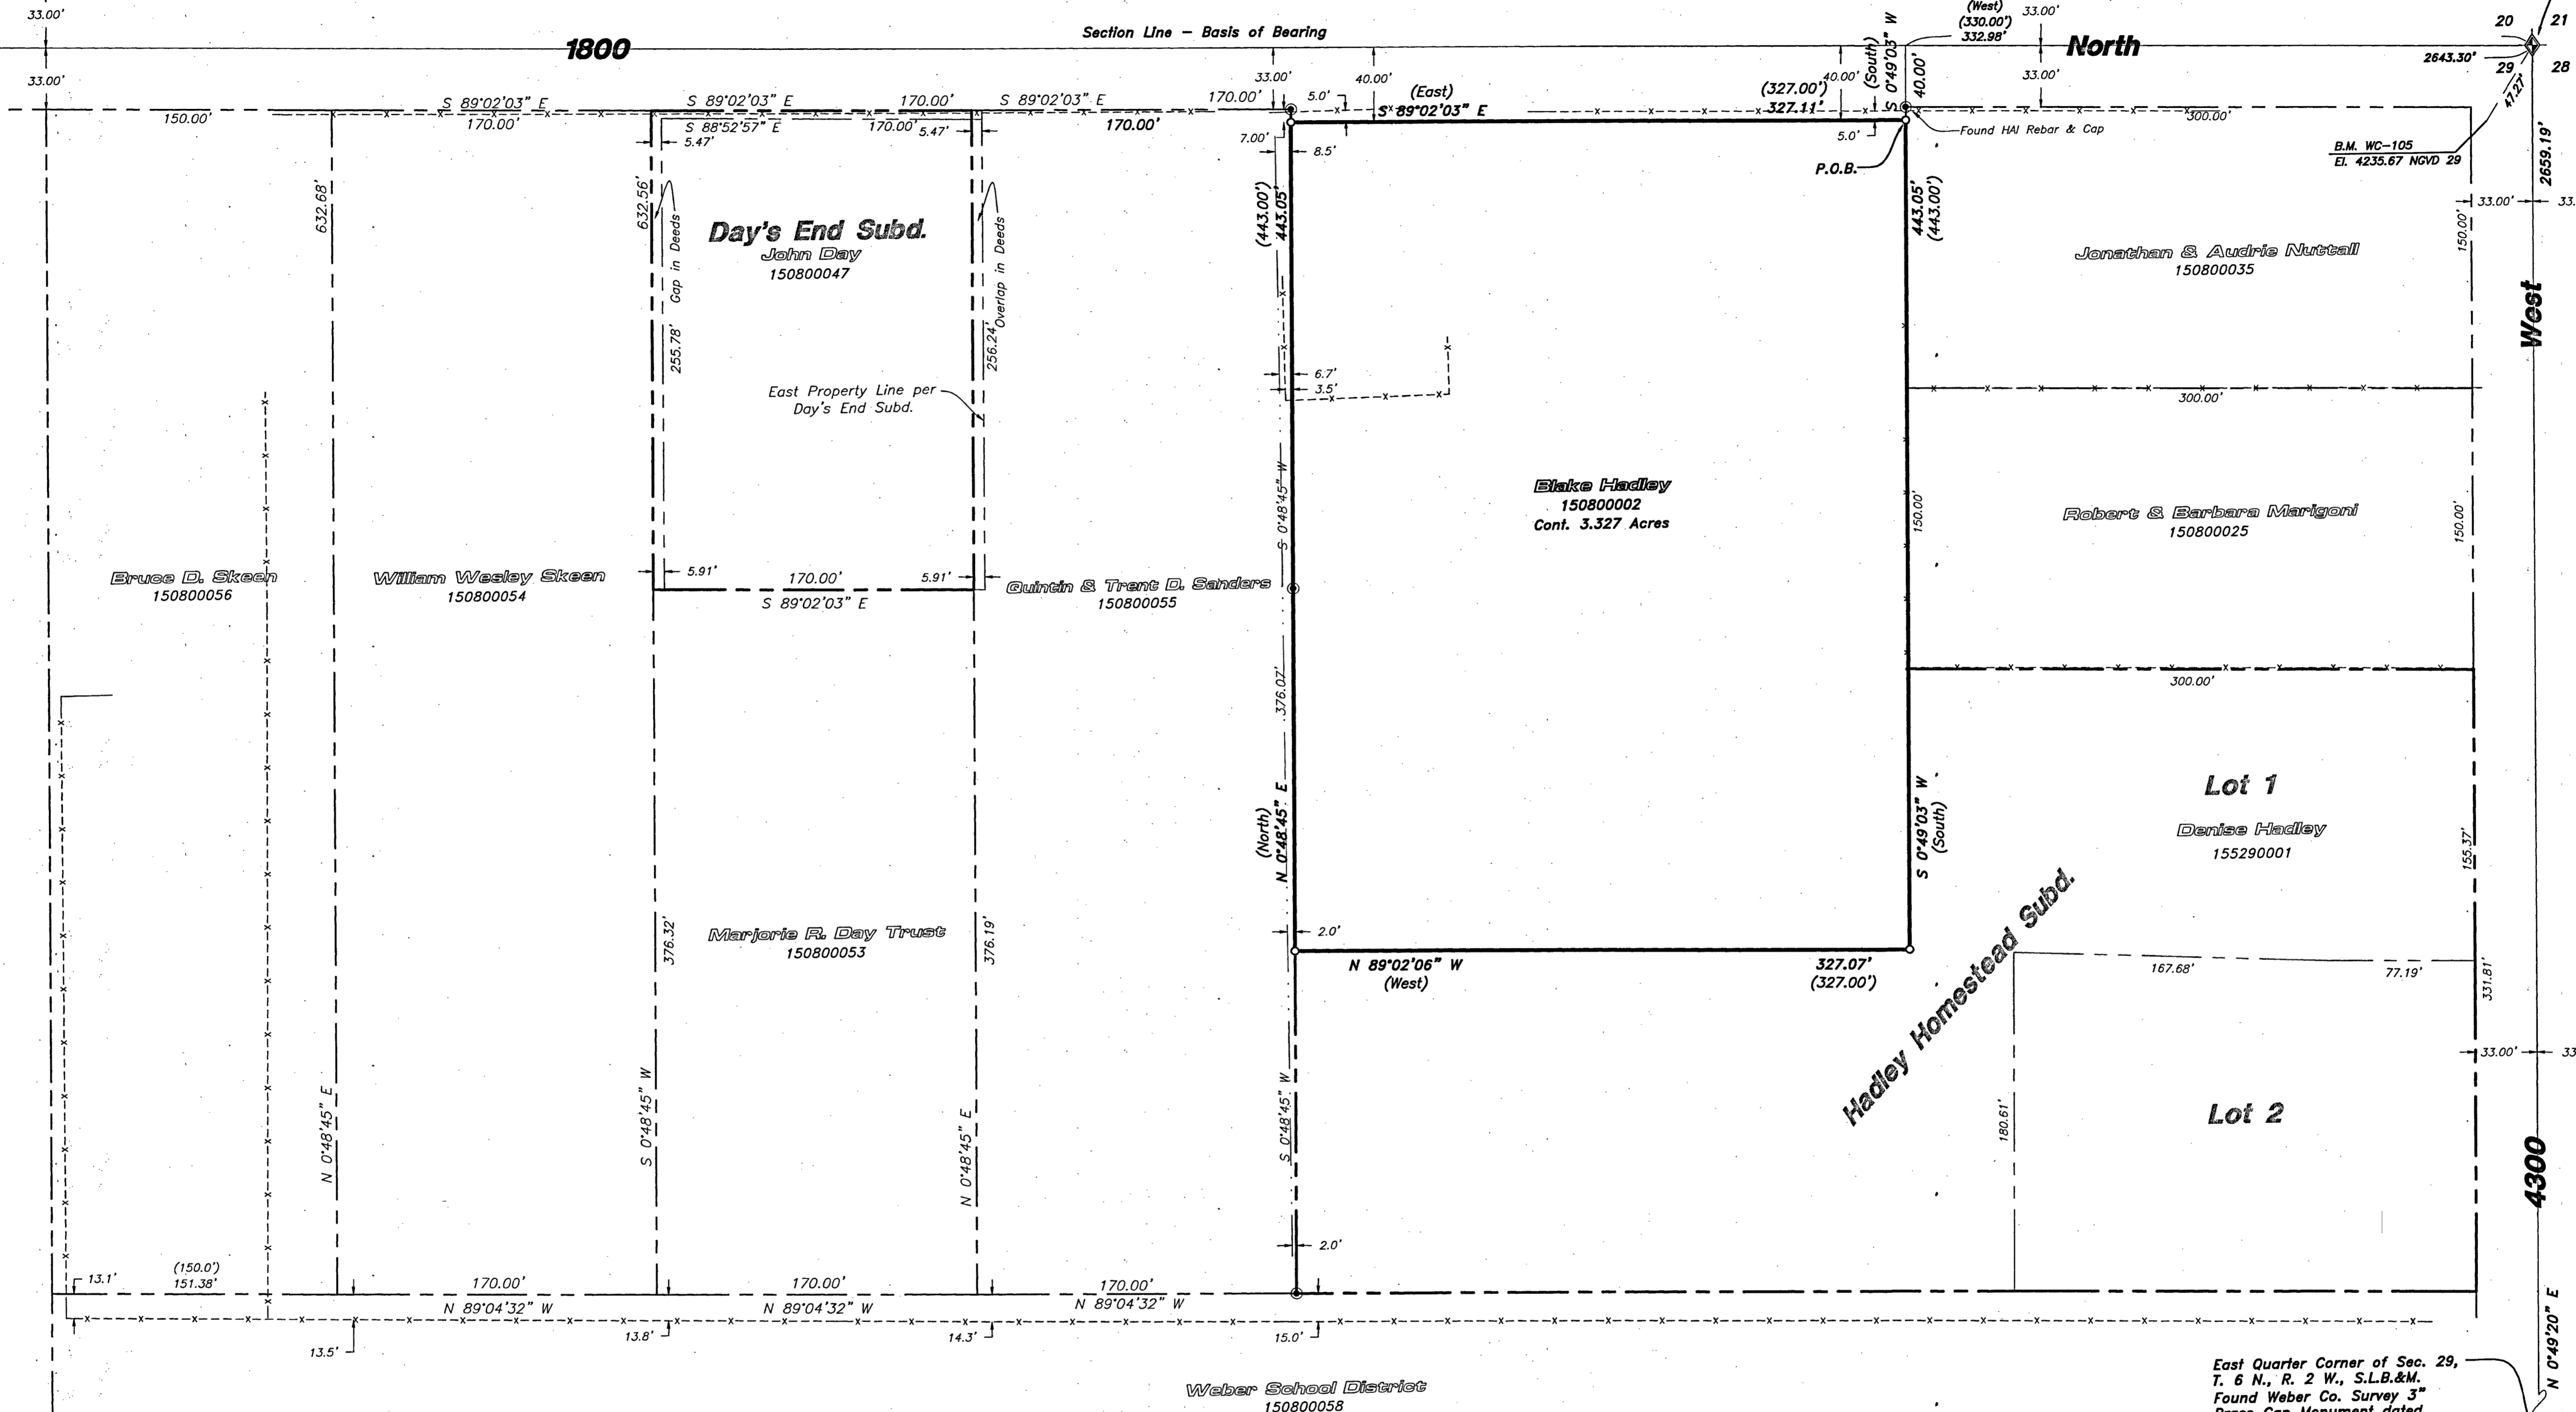 33.00'
1800
Section Line - Basis of Bearing
(West)
(330.00')
332.98'
33.00'
North
20
21
2643.30'
29
28
47.27'
33.00'
33.00'
40.00'
40.00'
(South)
S 0°49'03" W
40.00'
33.00'
S 89°02'03" E
S 89°02'03" E
170.00'
S 89°02'03" E
170.00'
5.0'
(East)
S 89°02'03" E
(327.00')
327.11'
300.00'
150.00'
170.00'
S 88°52'57" E
170.00'
5.47'
170.00'
5.47'
7.00'
8.5'
5.0'
Found HAI Rebar & Cap
P.O.B.
B.M. WC-105
El. 4235.67 NGVD 29
2659.19'
33.00'
33.
632.68'
632.56'
Gap in Deeds
255.78'
Day's End Subd.
John Day
150800047
Overlap in Deeds
256.24'
East Property Line per
Day's End Subd.
(443.00')
443.05'
443.05'
(443.00')
Jonathan & Audrie Nuttall
150800035
150.00'
West
6.7'
3.5'
300.00'
S 0°48'45" W
Blake Hadley
150800002
Cont. 3.327 Acres
150.00'
Robert & Barbara Marigoni
150800025
150.00'
Bruce D. Skeen
150800056
William Wesley Skeen
150800054
5.91'
170.00'
5.91'
S 89°02'03" E
Quintin & Trent D. Sanders
150800055
376.07'
300.00'
Lot 1
Denise Hadley
155290001
155.37'
(North)
N 0°48'45" E
S 0°49'03" W
(South)
Marjorie R. Day Trust
150800053
376.32'
376.19'
2.0'
N 89°02'06" W
(West)
327.07'
(327.00')
Hadley Homestead Subd.
167.68'
77.19'
331.81'
33.00'
33
N 0°48'45" E
S 0°48'45" W
N 0°48'45" E
S 0°48'45" W
180.61'
Lot 2
4300
2.0'
13.1'
(150.0')
151.38'
170.00'
N 89°04'32" W
170.00'
N 89°04'32" W
170.00'
N 89°04'32" W
13.5'
13.8'
14.3'
15.0'
N 0°49'20" E
Weber School District
150800058
East Quarter Corner of Sec. 29,
T. 6 N., R. 2 W., S.L.B.&M.
Found Weber Co. Survey 3"
Brass Cap Monument dated